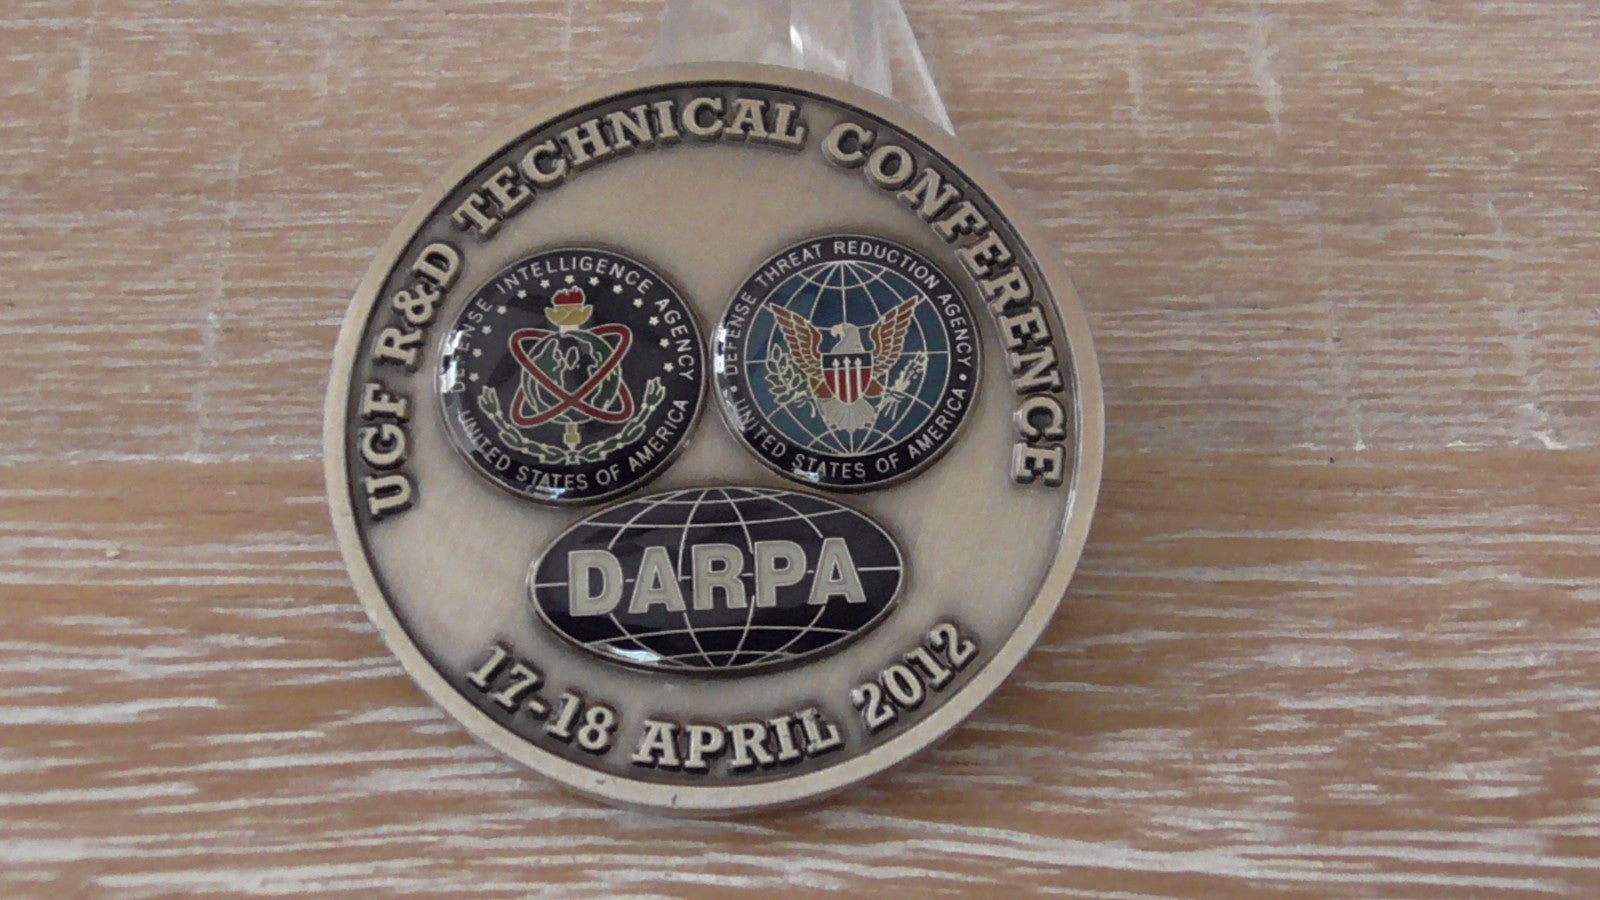 UGF R&D TECHNICAL CONFERENCE
DEFENSE INTELLIGENCE AGENCY
UNITED STATES OF AMERICA
DEFENSE THREAT REDUCTION AGENCY
UNITED STATES OF AMERICA
DARPA
17-18 APRIL 2012